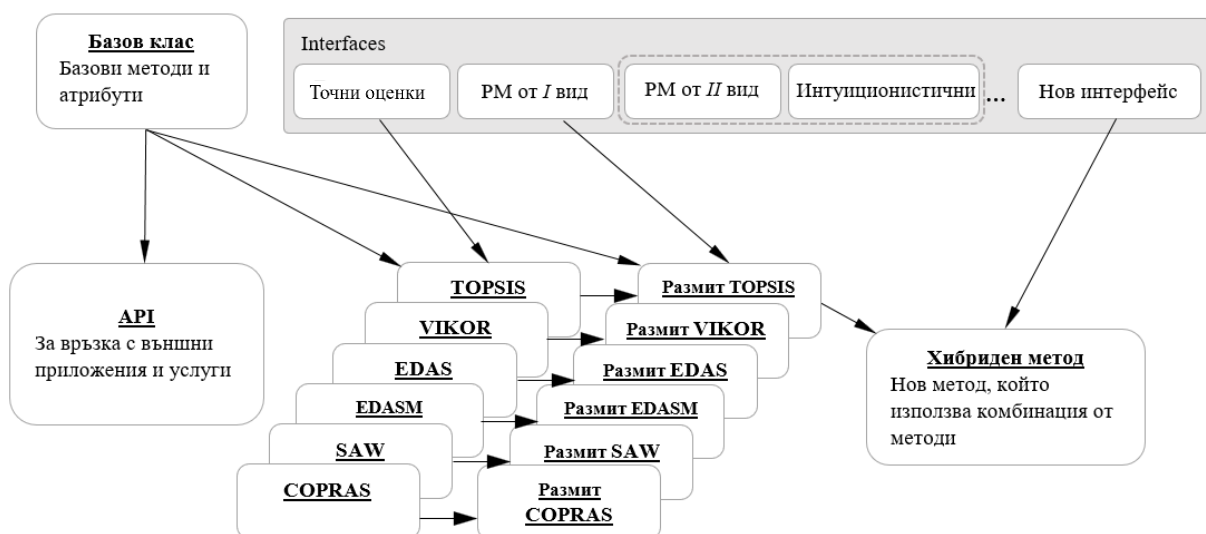 Базов клас
Базови методи и
атрибути
Interfaces
Точни оценки
РМ от I вид
РМ от II вид
Интуиционистични
...
Нов интерфейс
API
За връзка с външни
приложения и услуги
TOPSIS
VIKOR
EDAS
EDASM
SAW
COPRAS
Размит TOPSIS
Размит VIKOR
Размит EDAS
Размит EDASM
Размит SAW
Размит
COPRAS
Хибриден метод
Нов метод, който
използва комбинация от
методи